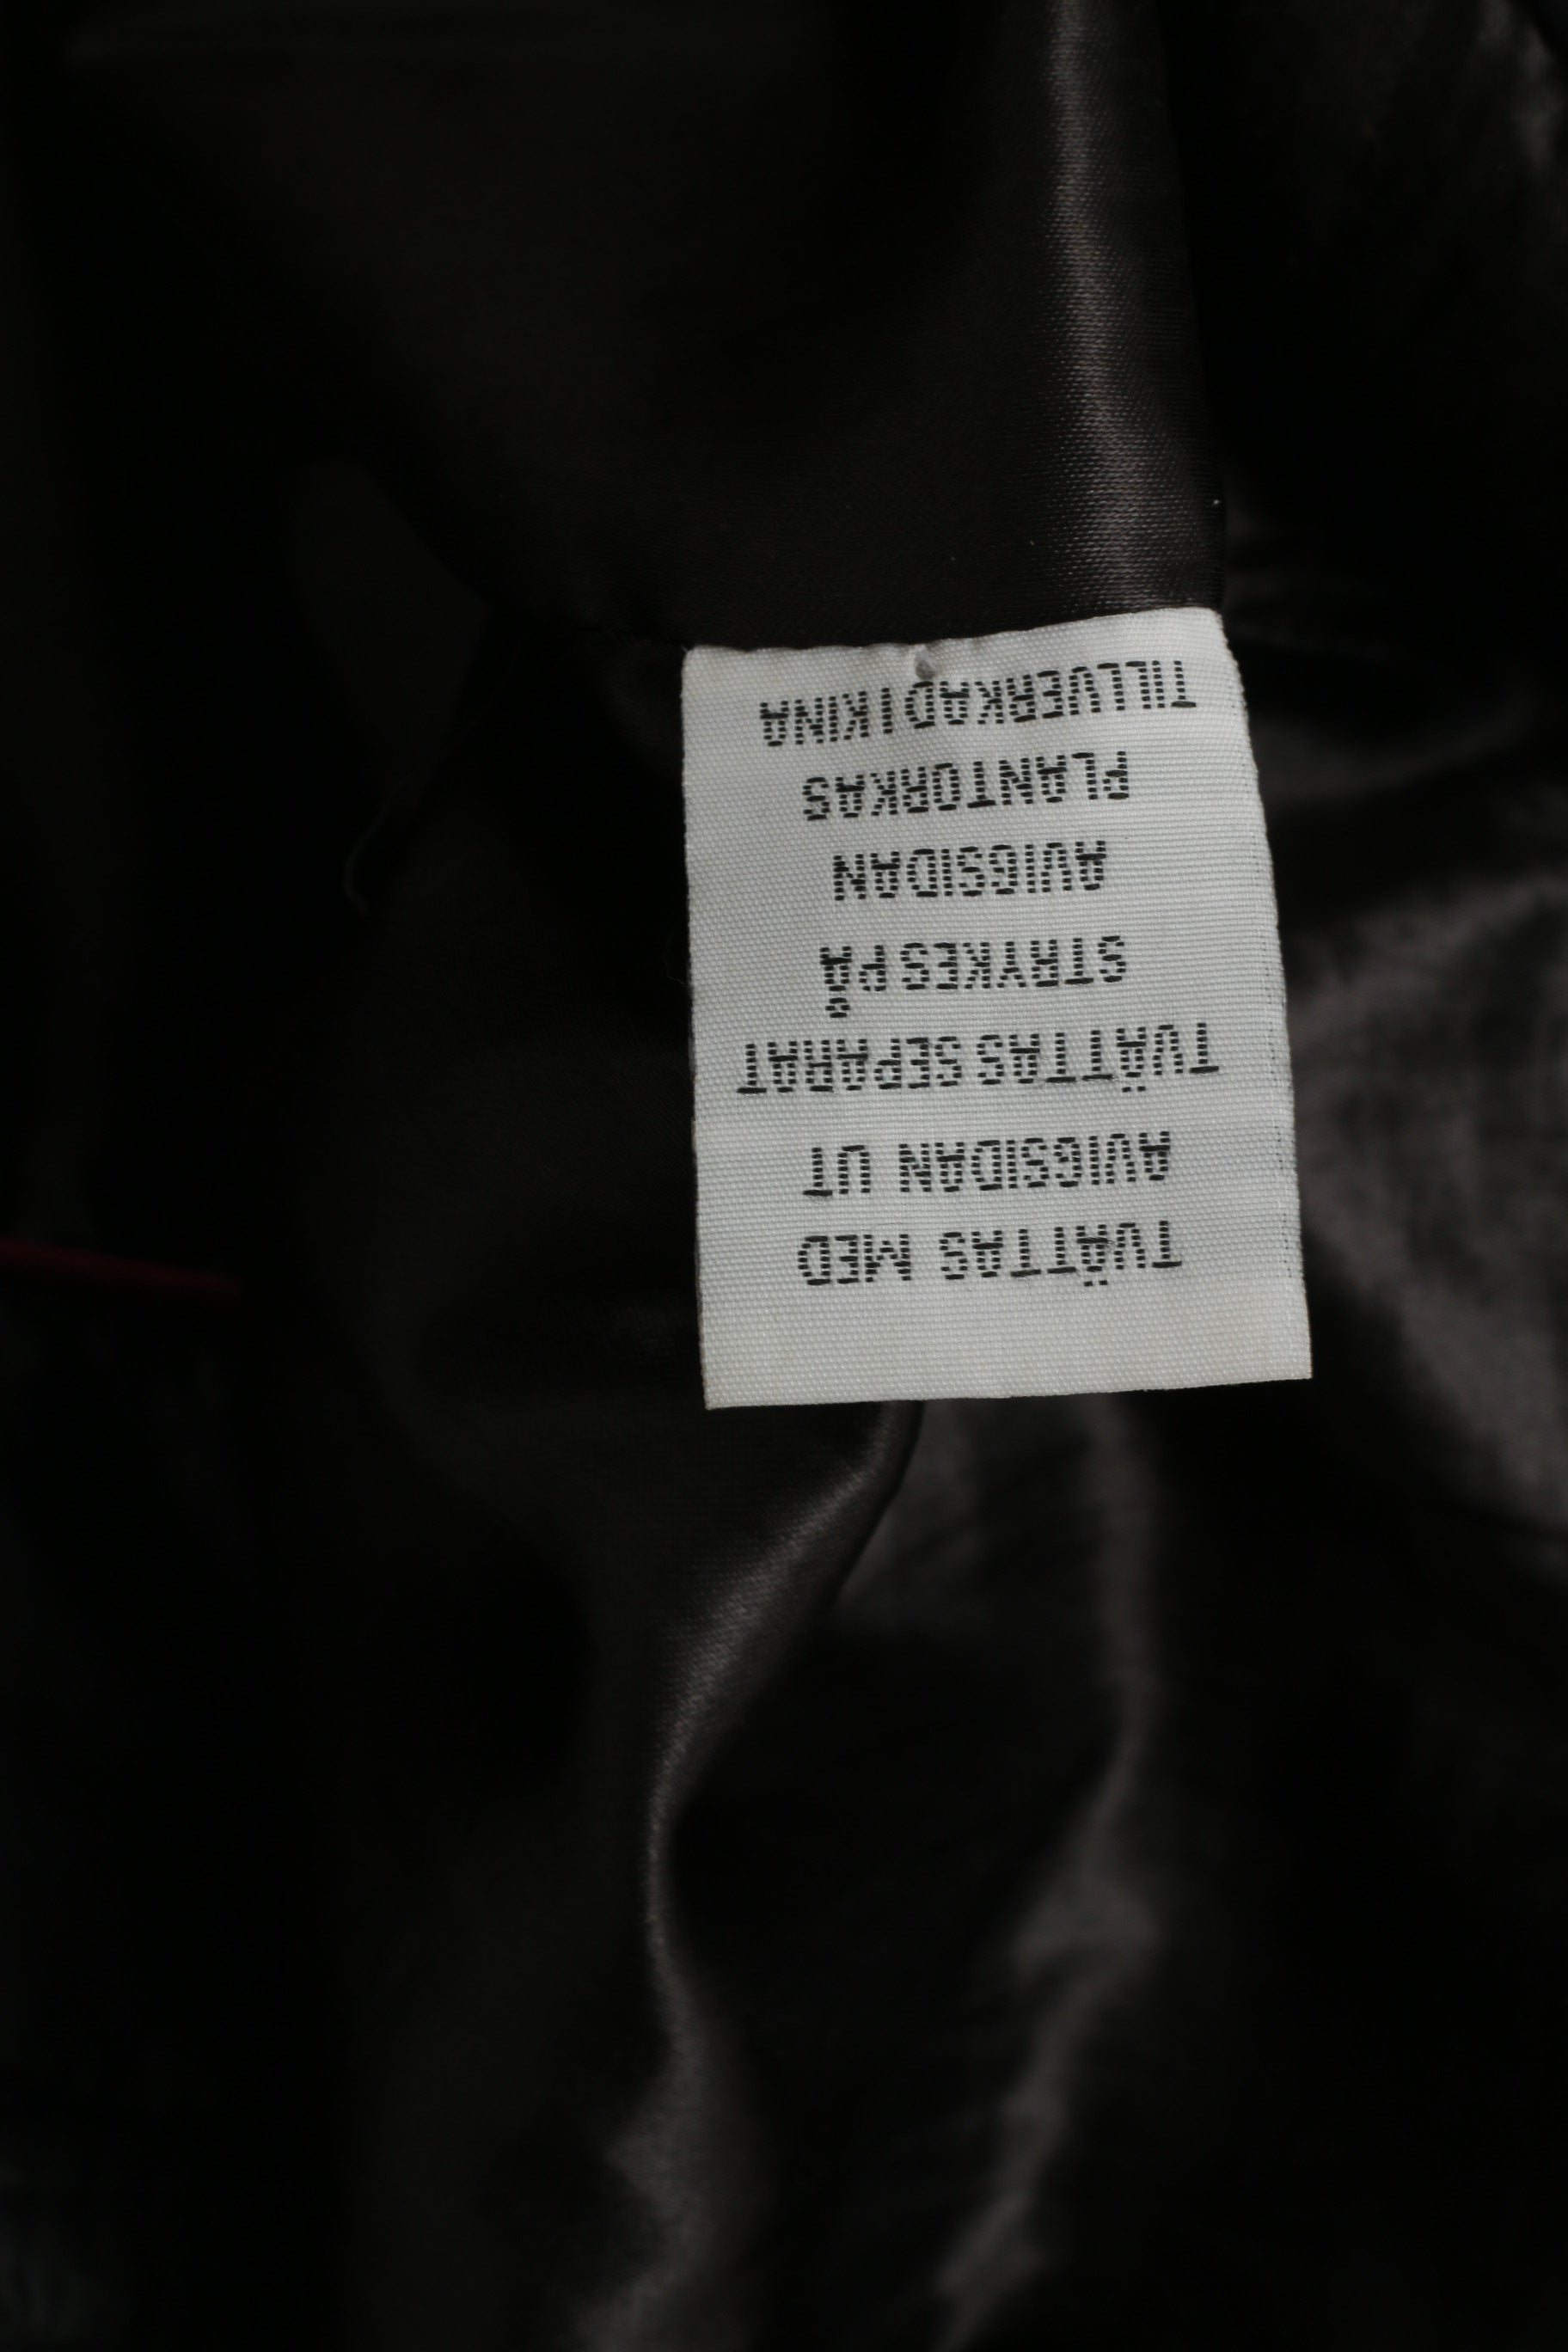 TVÄTTAS MED
AVIGSIDAN UT
TVÄTTAS SEPARAT
STRYKES PÅ
AVIGSIDAN
PLANTORKAS
TILLVERKAD I KINA